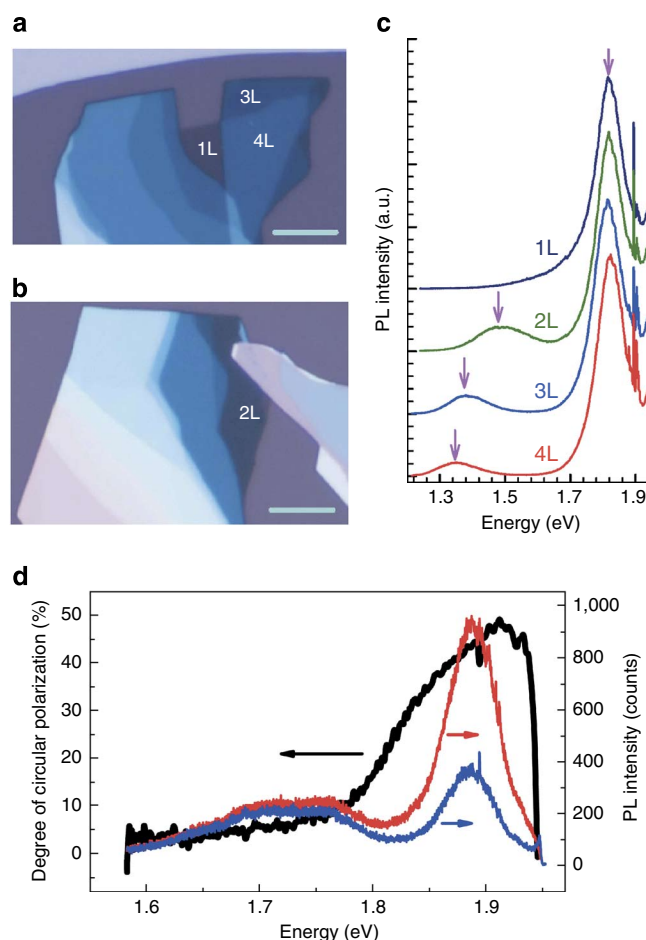 a
1L
3L
4L
b
2L
c
PL intensity (a.u.)
1L
2L
3L
4L
1.3 1.5 1.7 1.9
Energy (eV)
d
Degree of circular polarization (%)
50
40
30
20
10
0
1,000
800
600
400
200
0
PL intensity (counts)
1.6 1.7 1.8 1.9
Energy (eV)